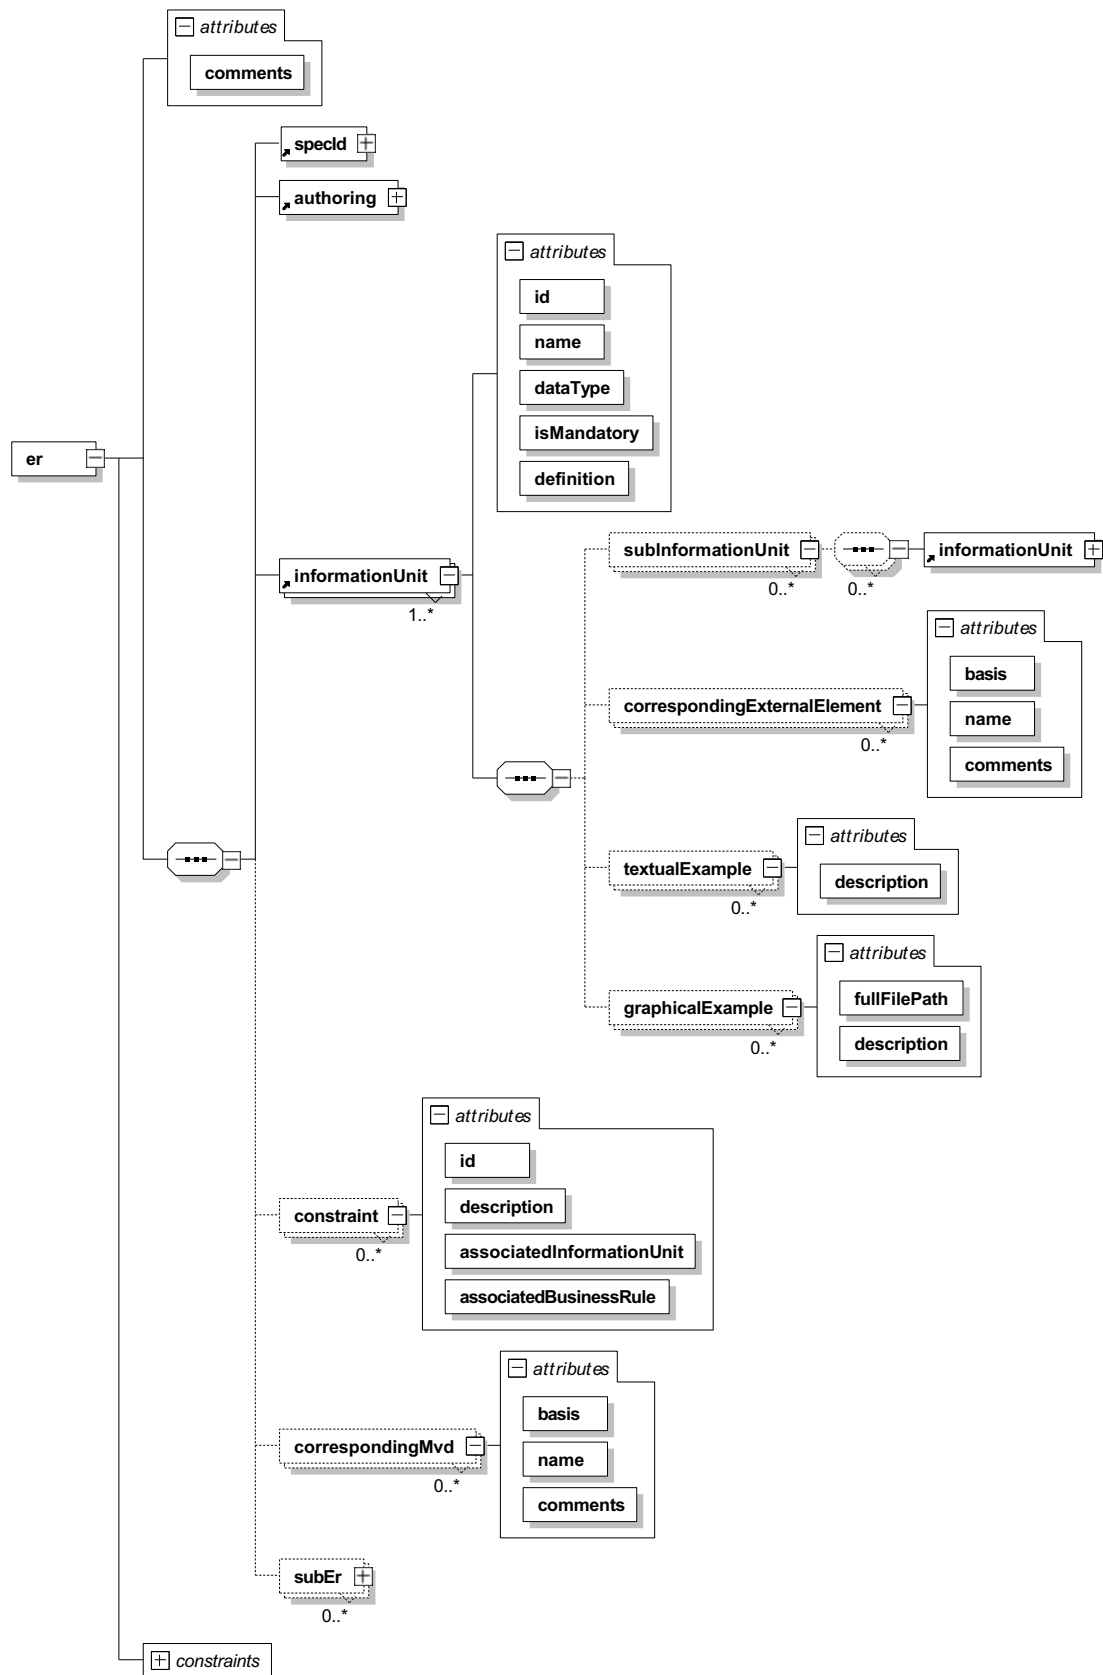 attributes
comments
specId
authoring
attributes
id
name
dataType
isMandatory
definition
er
informationUnit
1..*
subInformationUnit
0..*
0..*
informationUnit
attributes
basis
name
comments
correspondingExternalElement
0..*
attributes
description
textualExample
0..*
attributes
fullFilePath
description
graphicalExample
0..*
attributes
id
description
associatedInformationUnit
associatedBusinessRule
constraint
0..*
attributes
basis
name
comments
correspondingMvd
0..*
subEr
0..*
constraints